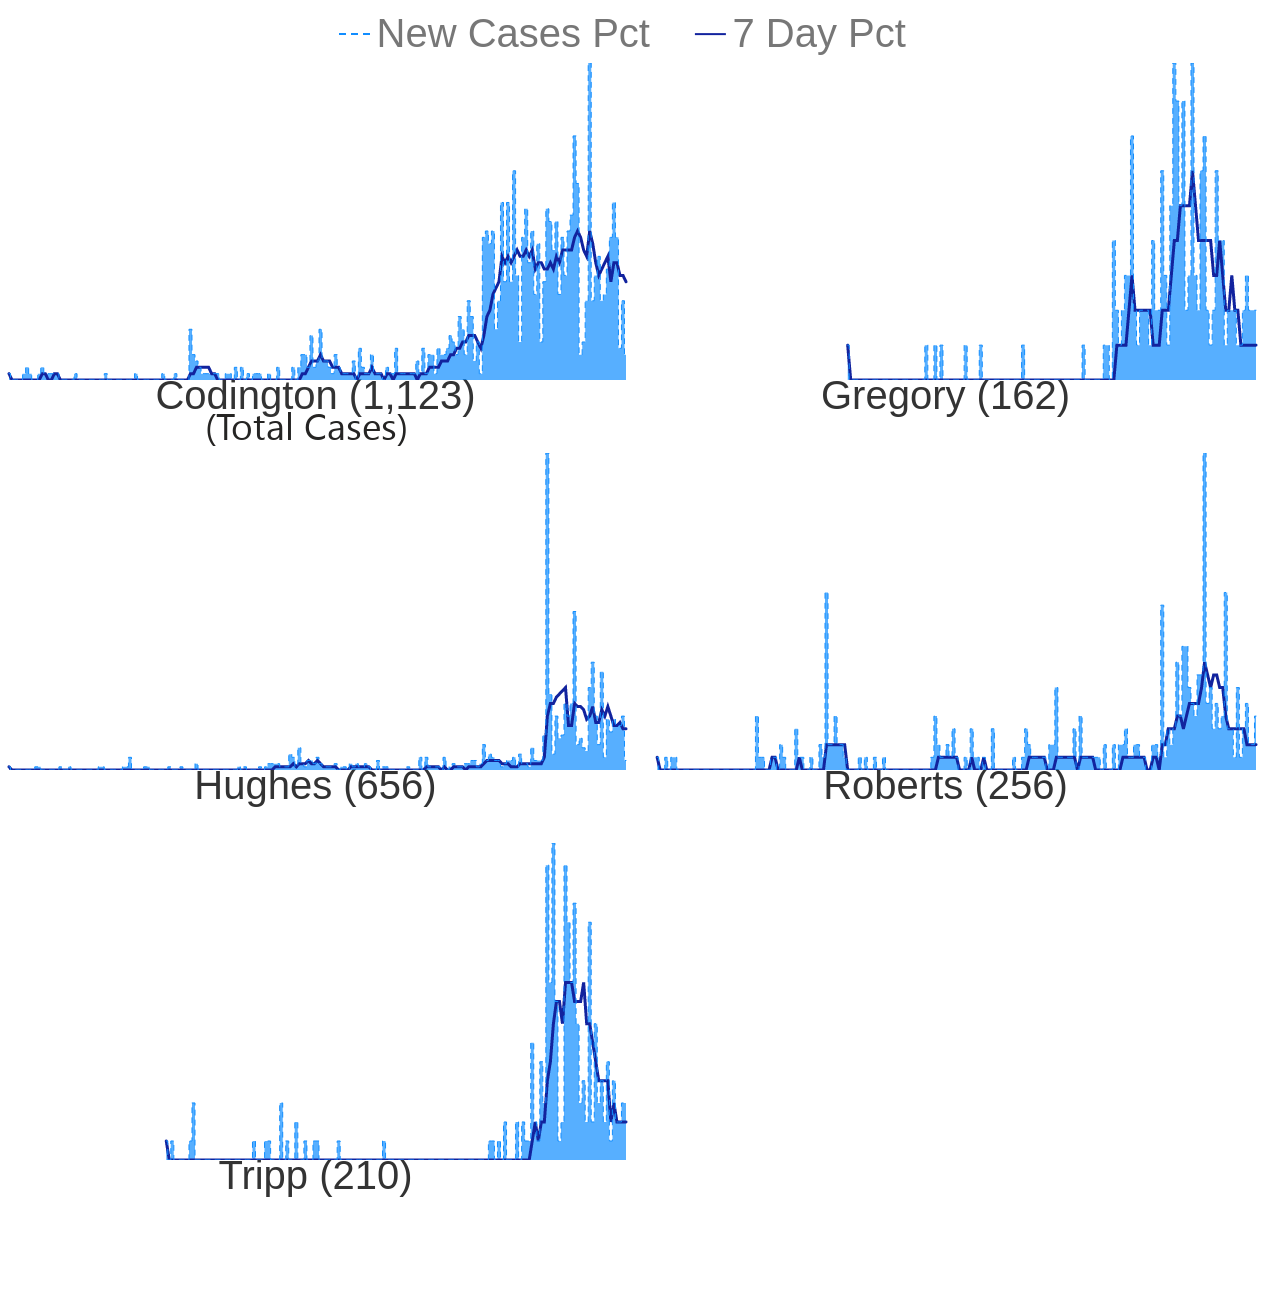 New Cases Pct 7 Day Pct
Codington (1,123) Gregory (162)
(Total Cases)
Hughes (656) Roberts (256)
Tripp (210)